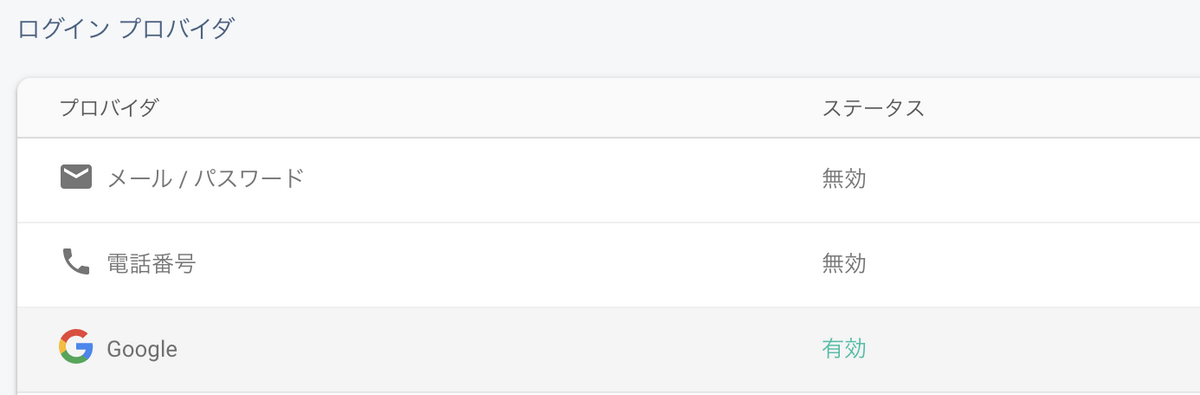 ログイン プロバイダ
プロバイダ ステータス
メール / パスワード 無効
電話番号 無効
Google 有効